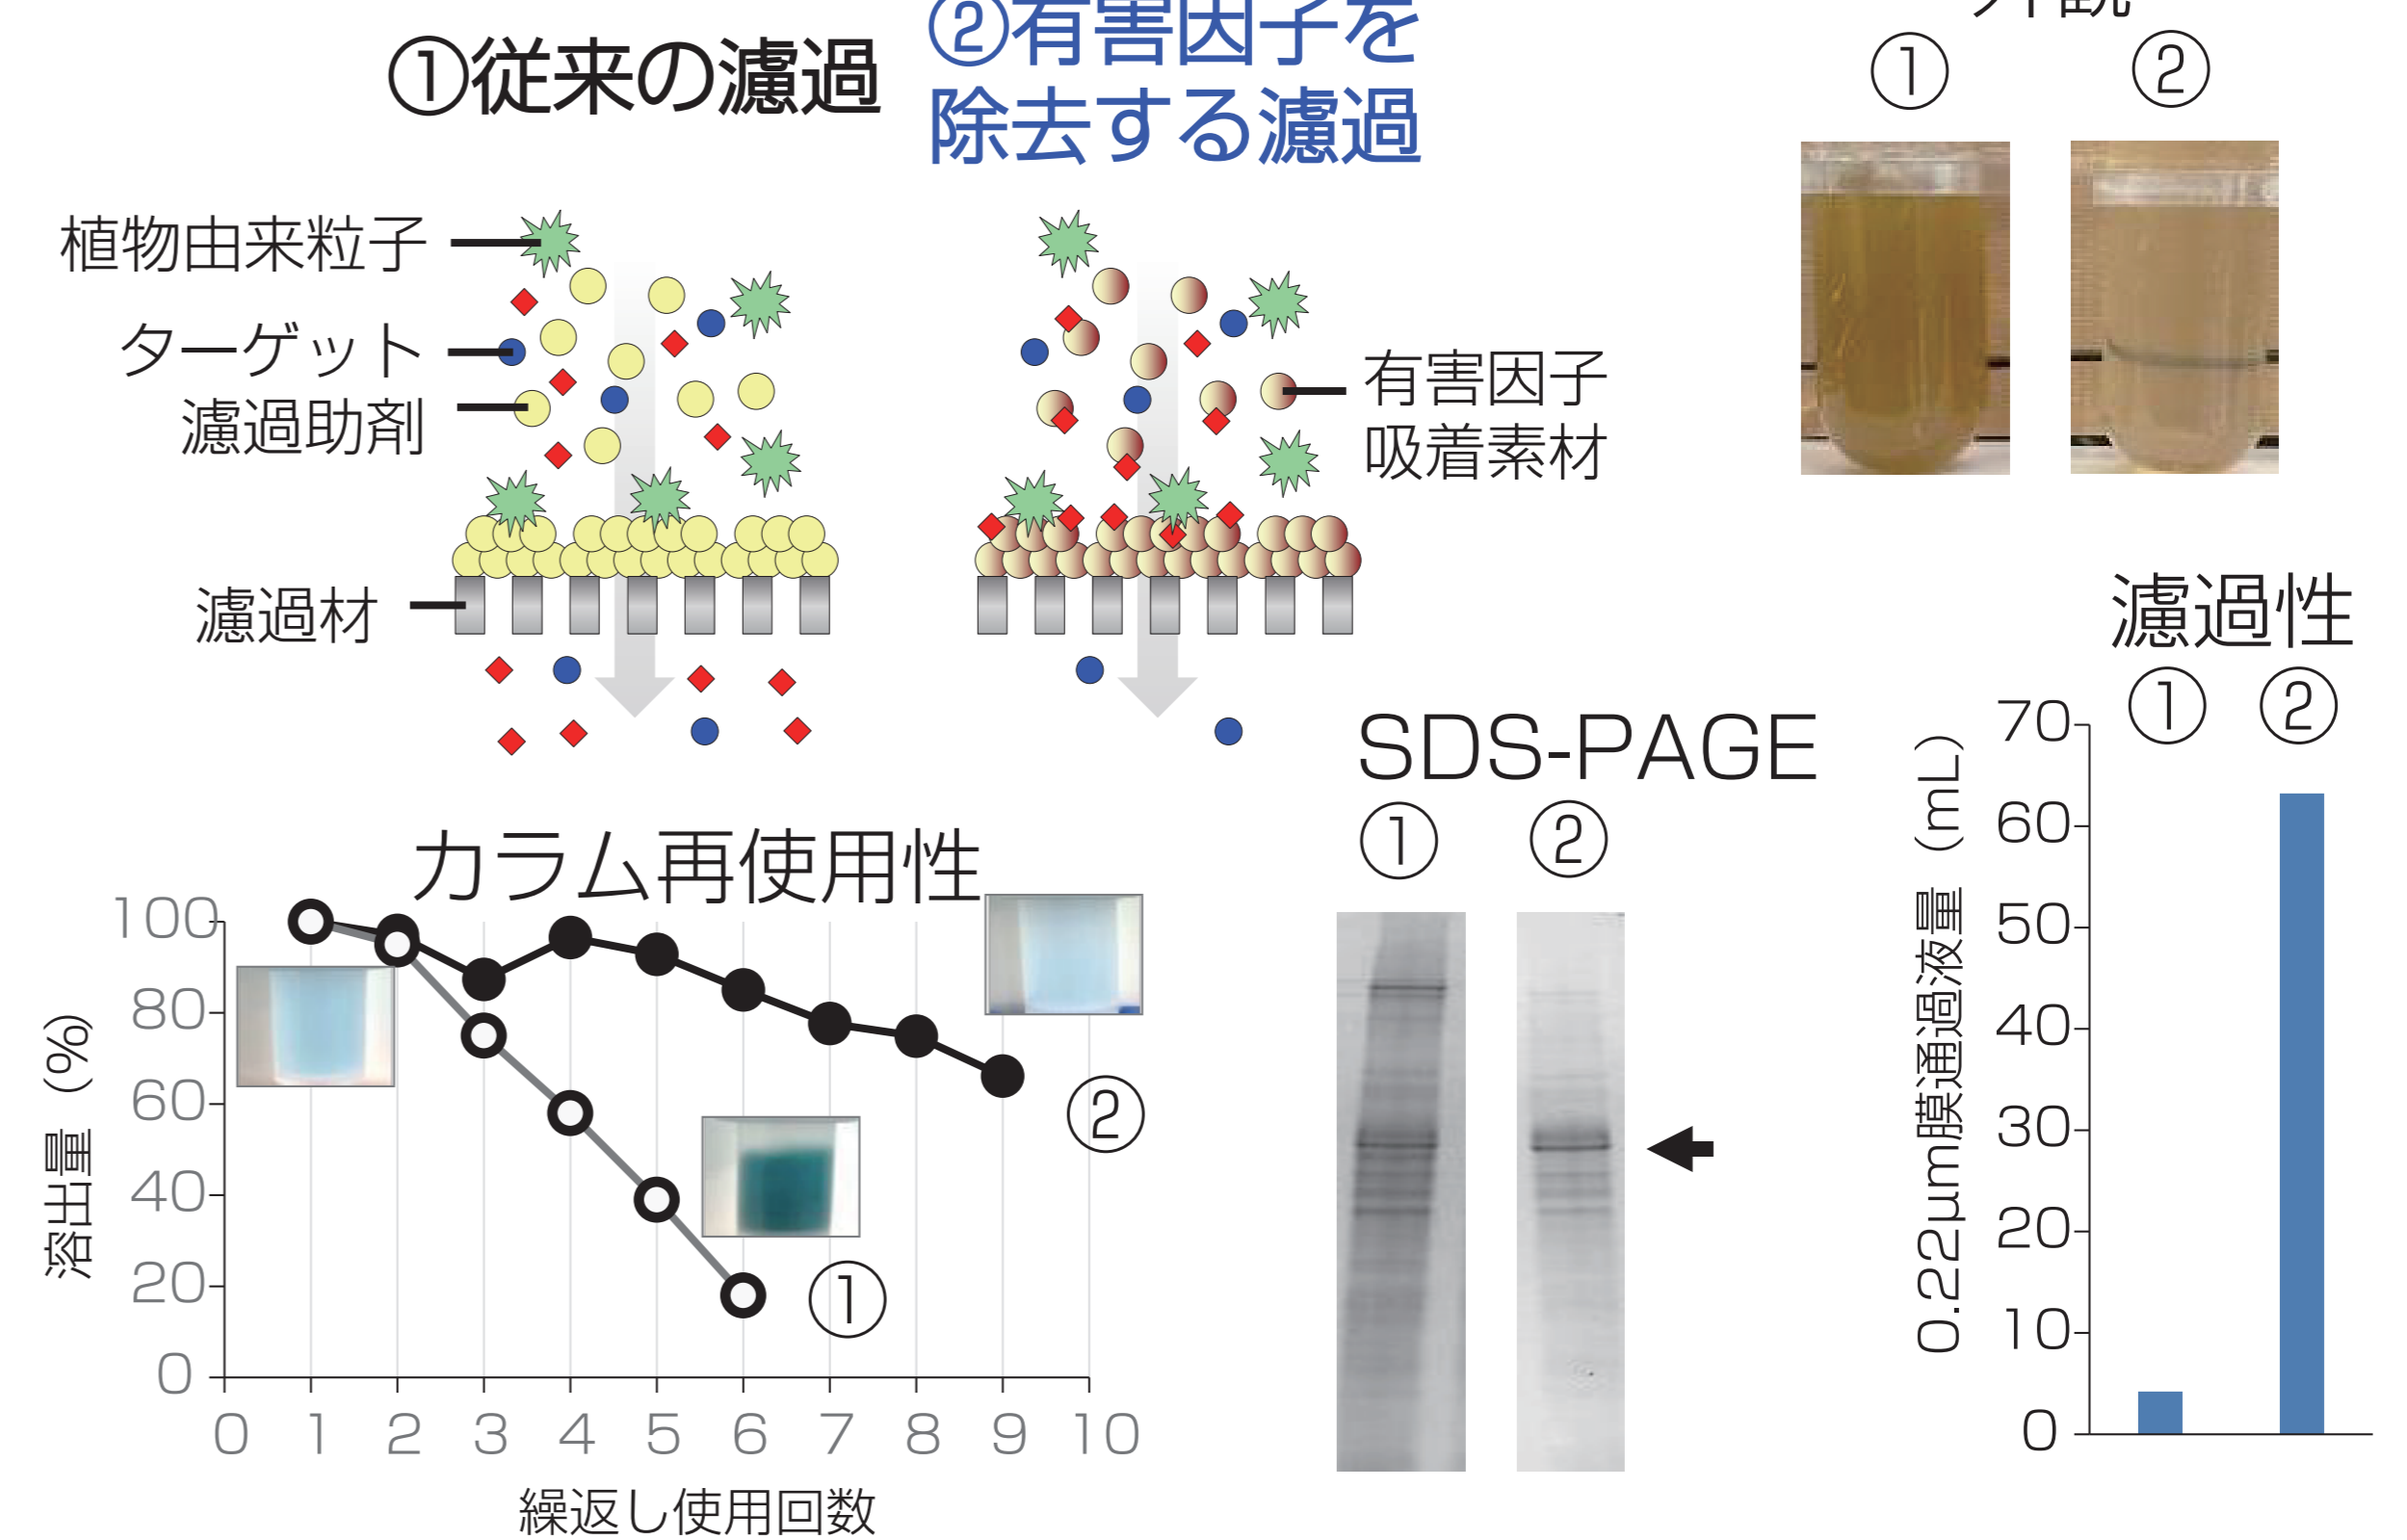 ①従来の濾過
②有害因子を
除去する濾過
①
②
植物由来粒子
ターゲット
濾過助剤
濾過材
有害因子
吸着素材
濾過性
①
②
0.22μm膜通過液量（mL）
70
60
50
40
30
20
10
0
SDS-PAGE
①
②
カラム再使用性
溶出量（%）
100
80
60
40
20
0
②
①
0 1 2 3 4 5 6 7 8 9 10
繰返し使用回数